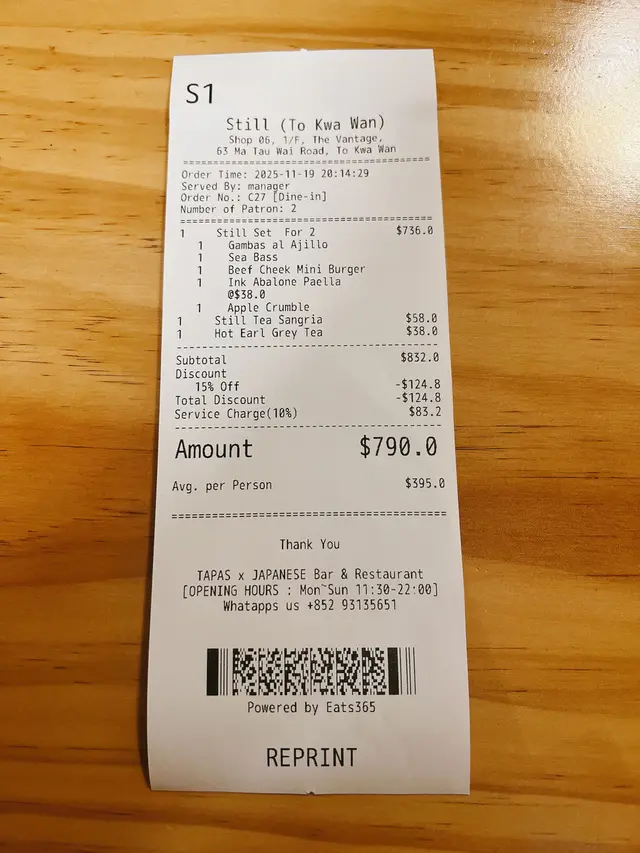 S1
Still (To Kwa Wan)
Shop 06, 1/F, The Vantage,
63 Ma Tau Wai Road, To Kwa Wan
Order Time: 2025-11-19 20:14:29
Served By: manager
Order No.: C27 [Dine-in]
Number of Patron: 2
1 Still Set For 2 $736.0
1 Gambas al Ajillo
1 Sea Bass
1 Beef Cheek Mini Burger
1 Ink Abalone Paella
@$38.0
1 Apple Crumble
1 Still Tea Sangria $58.0
1 Hot Earl Grey Tea $38.0
Subtotal $832.0
Discount
15% Off -$124.8
Total Discount -$124.8
Service Charge(10%) $83.2
Amount $790.0
Avg. per Person $395.0
Thank You
TAPAS x JAPANESE Bar & Restaurant
[OPENING HOURS : Mon~Sun 11:30-22:00]
Whatapps us +852 93135651
Powered by Eats365
REPRINT